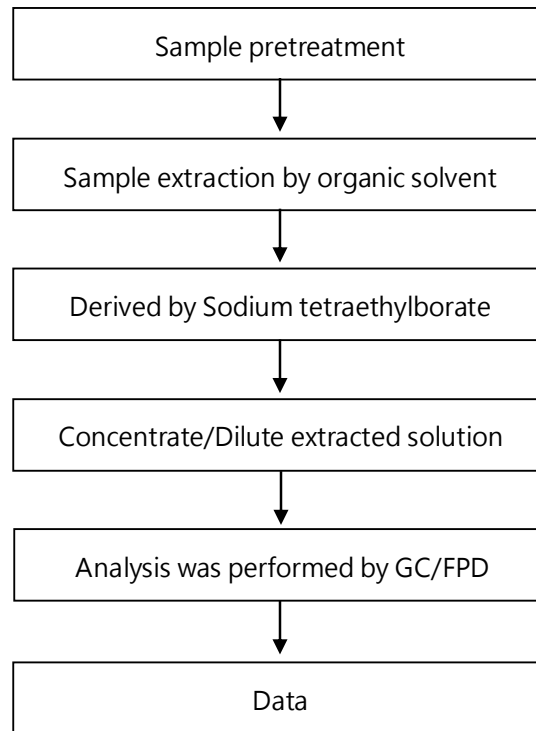 Sample pretreatment
Sample extraction by organic solvent
Derived by Sodium tetraethylborate
Concentrate/Dilute extracted solution
Analysis was performed by GC/FPD
Data